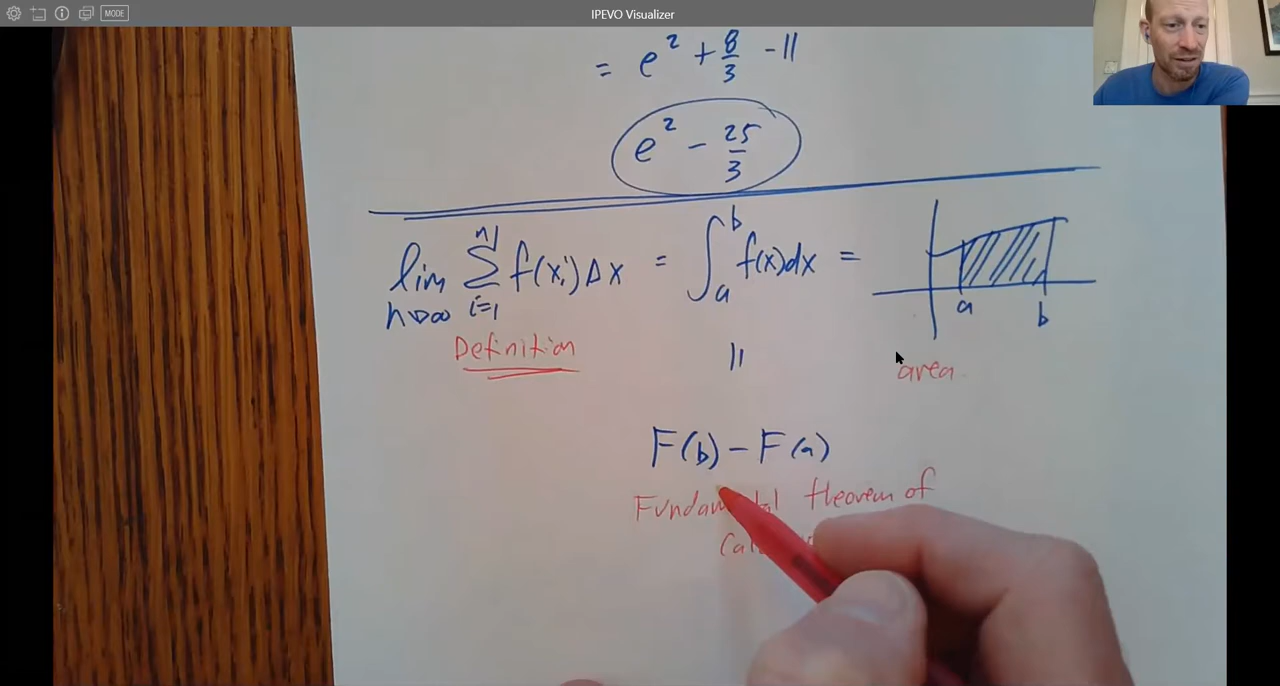 MODE
IPEVO Visualizer
= e² + 8/3 - 11
e² - 25/3
lim n→∞ Σ i=1 n f(xᵢ)Δx = ∫ₐᵇ f(x)dx =
a b
Definition
||
area
F(b) - F(a)
theorem of